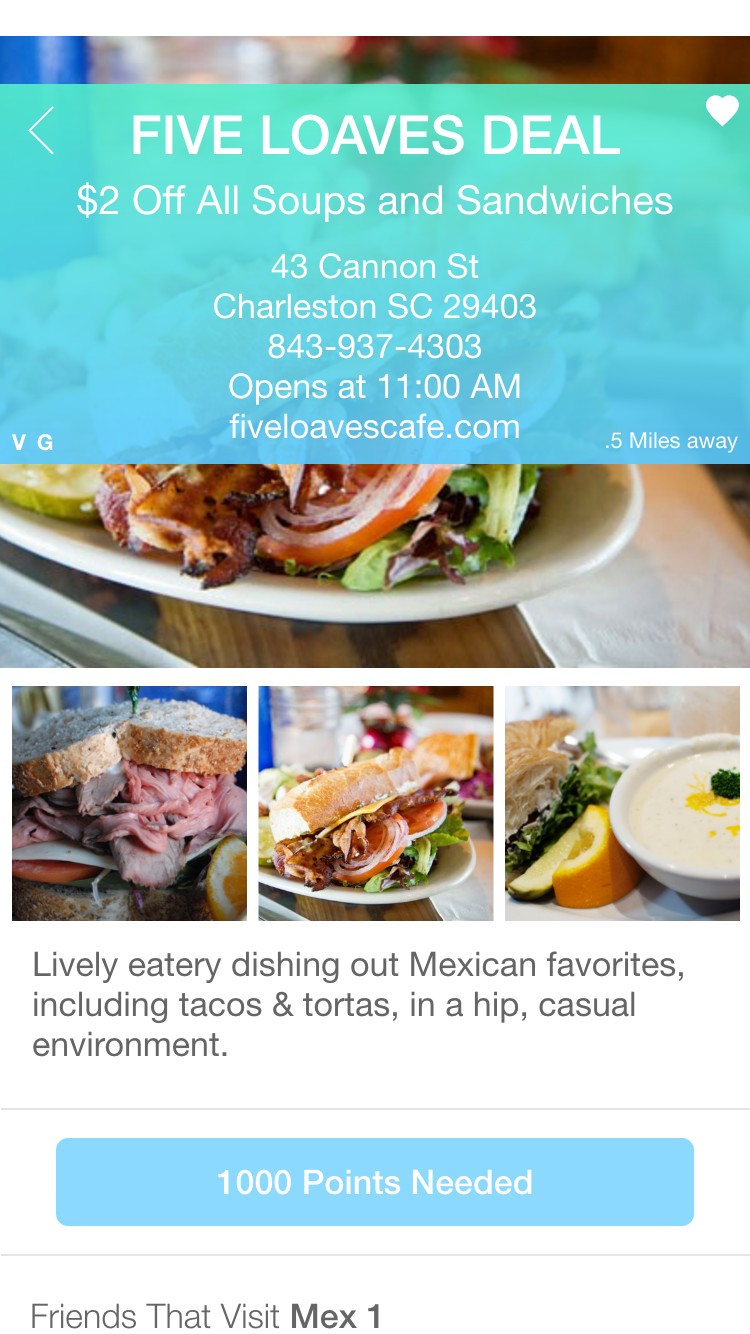 FIVE LOAVES DEAL
$2 Off All Soups and Sandwiches
43 Cannon St
Charleston SC 29403
843-937-4303
Opens at 11:00 AM
fiveloavescafe.com
V G
.5 Miles away
Lively eatery dishing out Mexican favorites,
including tacos & tortas, in a hip, casual
environment.
1000 Points Needed
Friends That Visit Mex 1